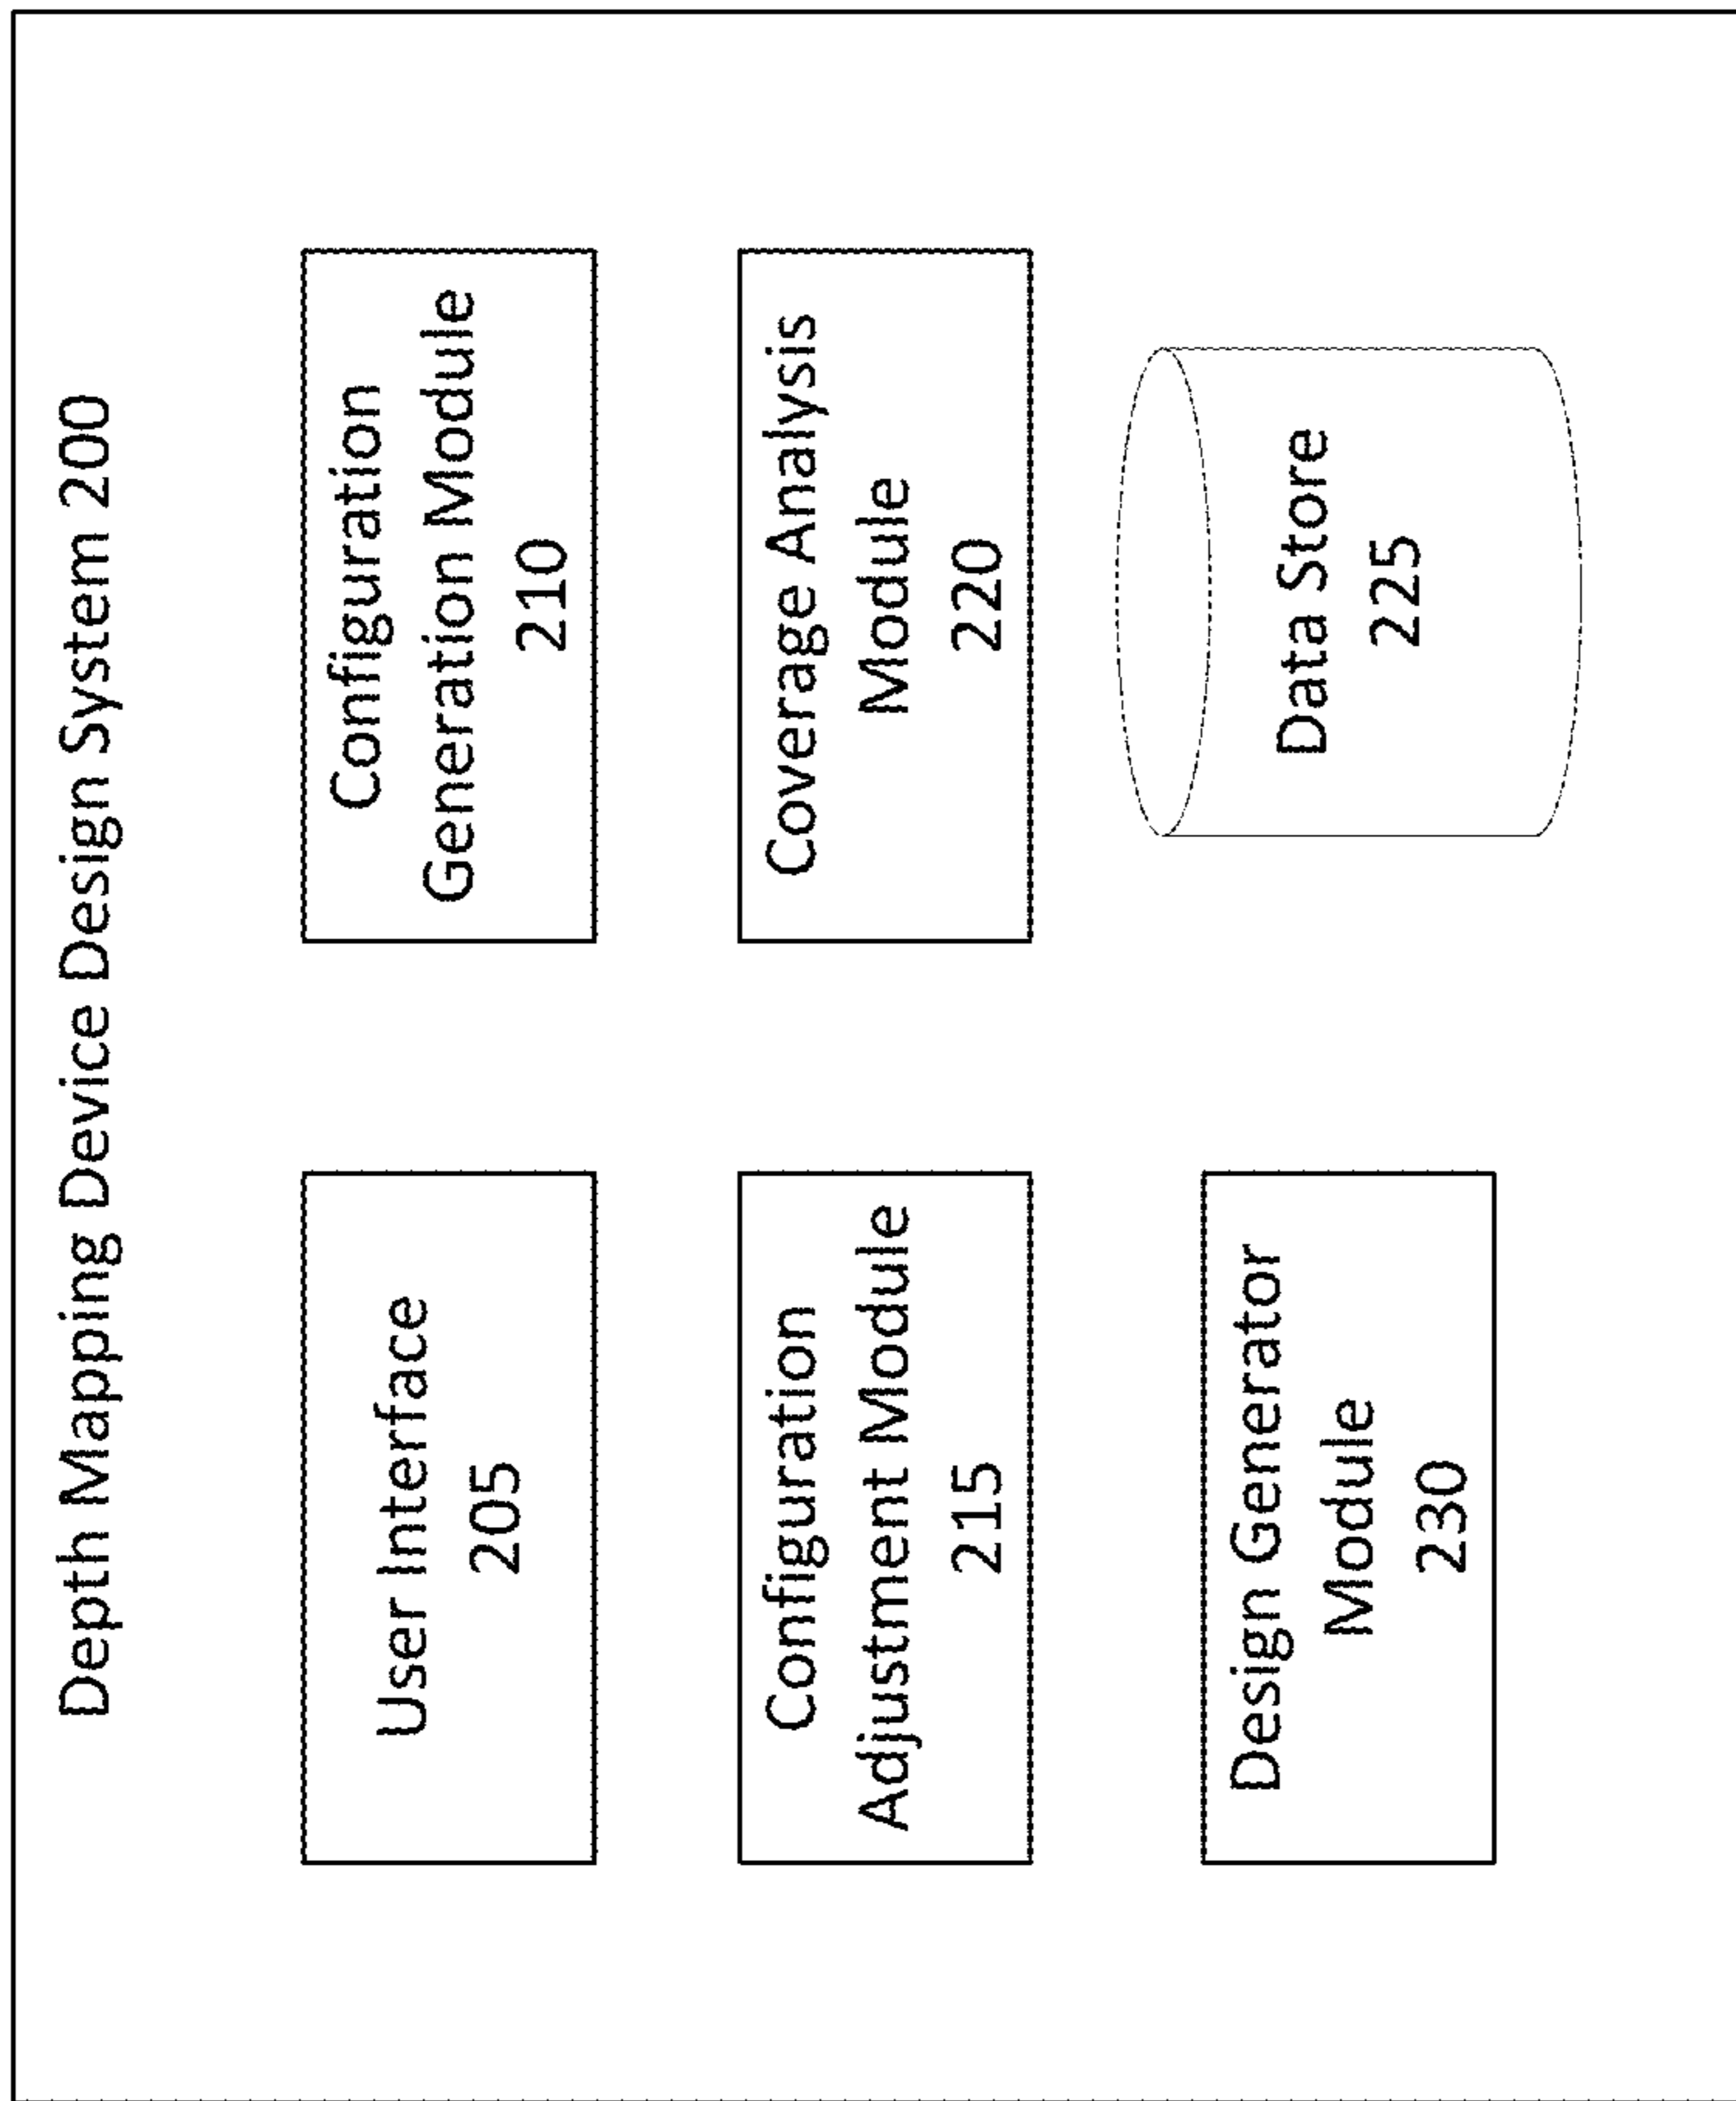 Depth Mapping Device Design System 200
User Interface
205
Configuration
Generation Module
210
Configuration
Adjustment Module
215
Coverage Analysis
Module
220
Design Generator
Module
230
Data Store
225